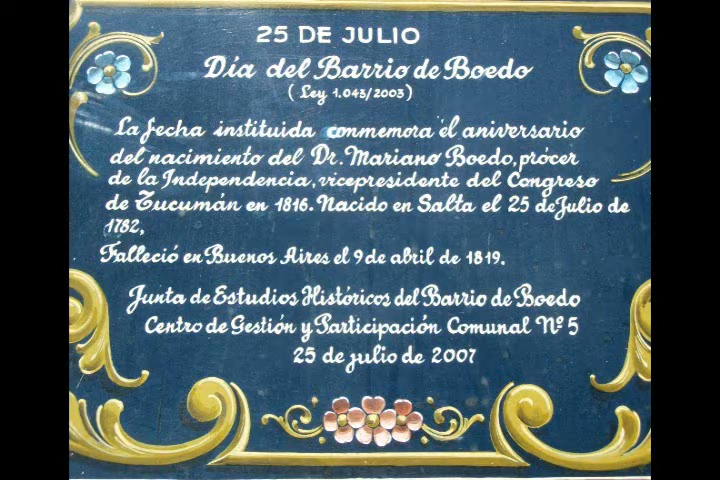 25 DE JULIO
Día del Barrio de Boedo
(Ley 1.043/2003)
La fecha instituida conmemora el aniversario
del nacimiento del Dr. Mariano Boedo, prócer
de la Independencia, vicepresidente del Congreso
de Tucumán en 1816. Nacido en Salta el 25 de Julio de
1782,
Falleció en Buenos Aires el 9 de abril de 1819.
Junta de Estudios Históricos del Barrio de Boedo
Centro de Gestión y Participación Comunal Nº 5
25 de julio de 2007